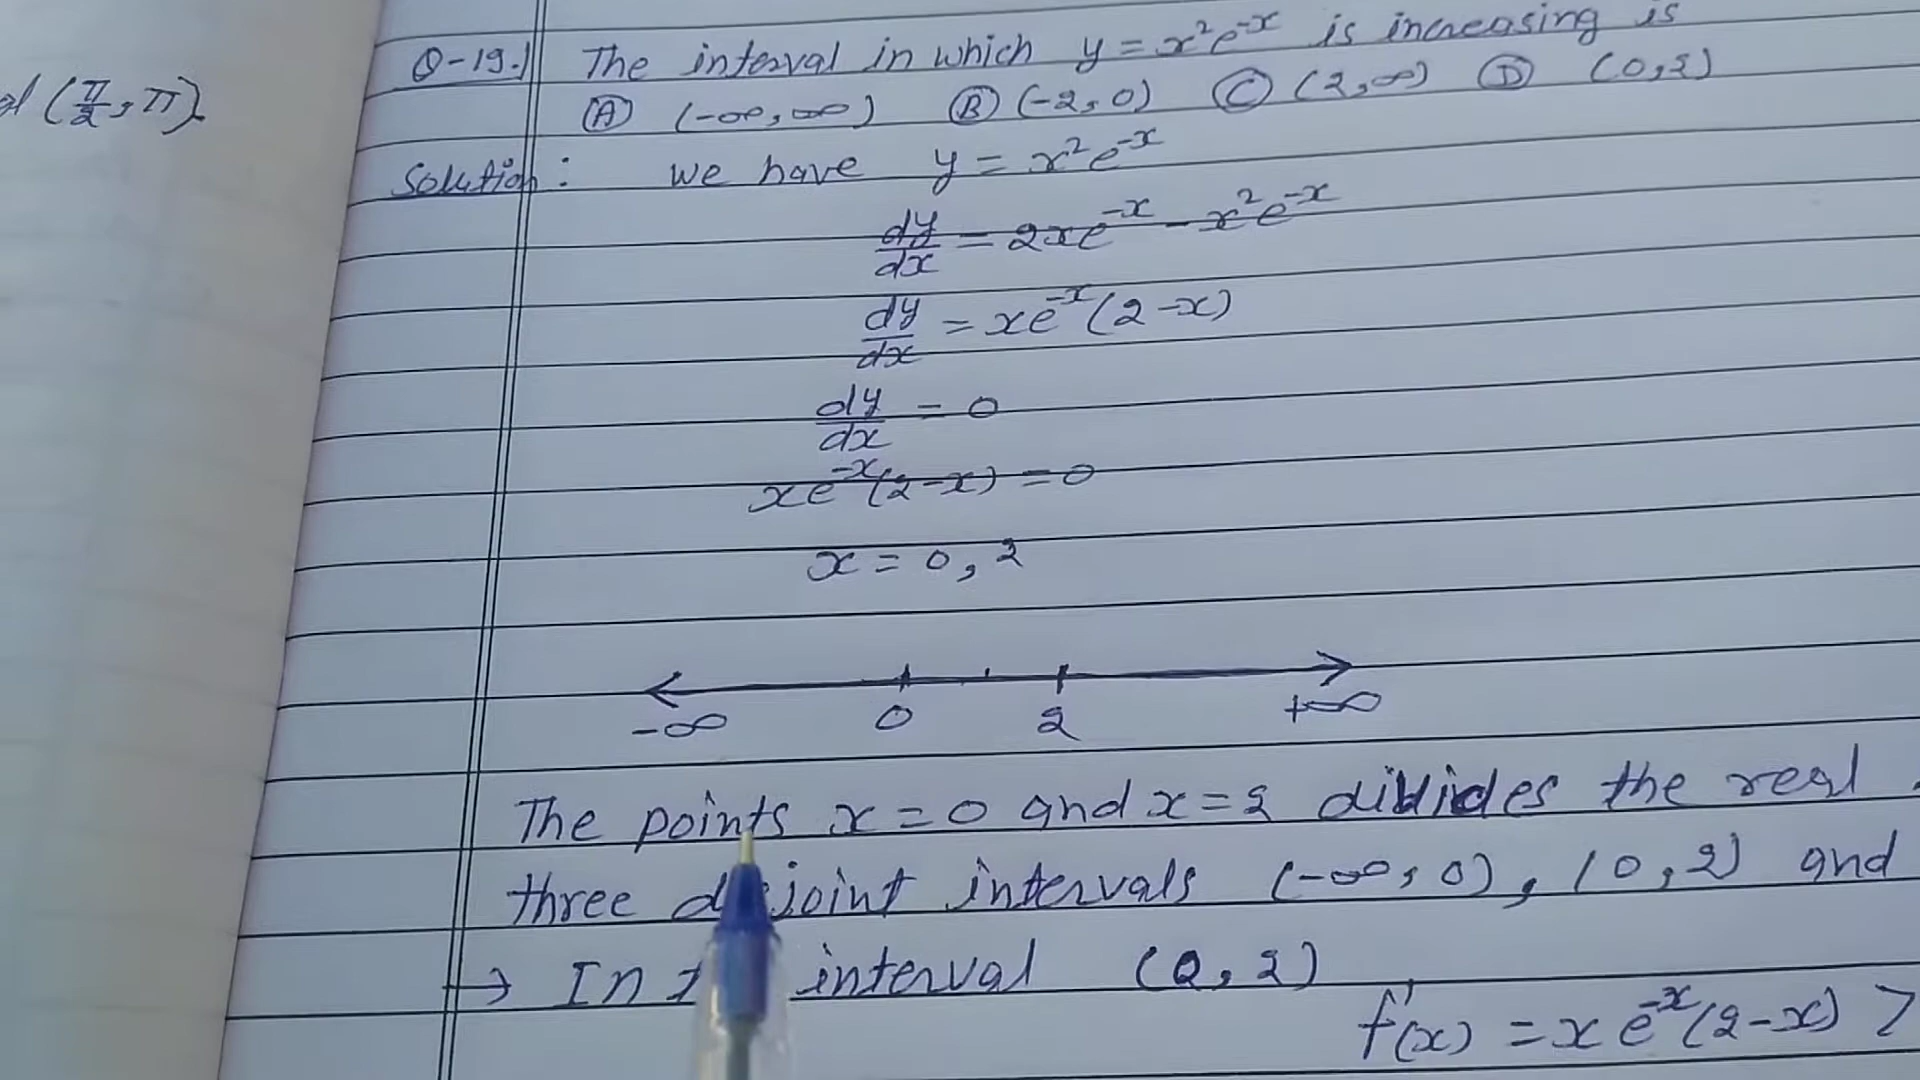 Q-19.) The interval in which y = x²e⁻ˣ is increasing is
(A) (-∞, ∞) (B) (-2, 0) (C) (2, ∞) (D) (0, 2)
Solution: we have y = x²e⁻ˣ
dy/dx = 2xe⁻ˣ - x²e⁻ˣ
dy/dx = xe⁻ˣ(2-x)
dy/dx = 0
xe⁻ˣ(2-x) = 0
x = 0, 2
-∞ 0 2 +∞
The points x = 0 and x = 2 divides the real
three disjoint intervals (-∞, 0), (0, 2) and
→ In interval (0, 2)
f'(x) = x e⁻ˣ(2-x) >
(π/2, π).